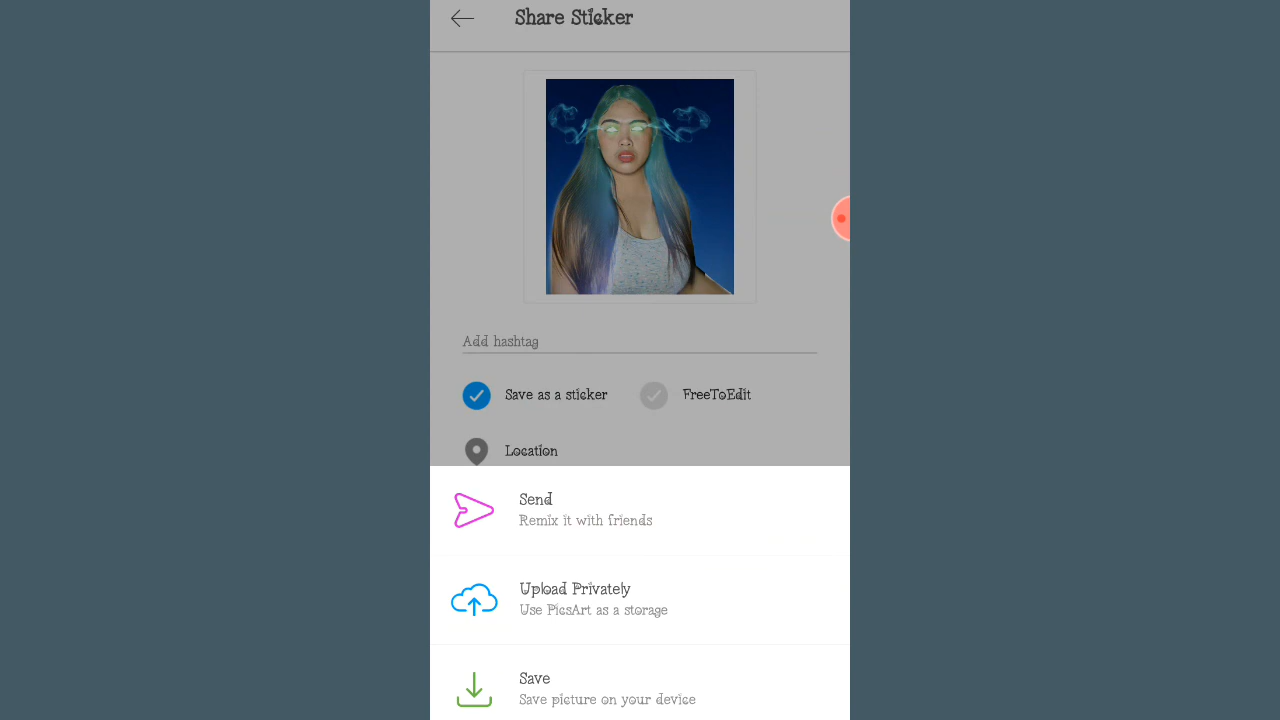 Share Sticker
Add hashtag
Save as a sticker FreeToEdit
Location
Send
Remix it with friends
Upload Privately
Use PicsArt as a storage
Save
Save picture on your device